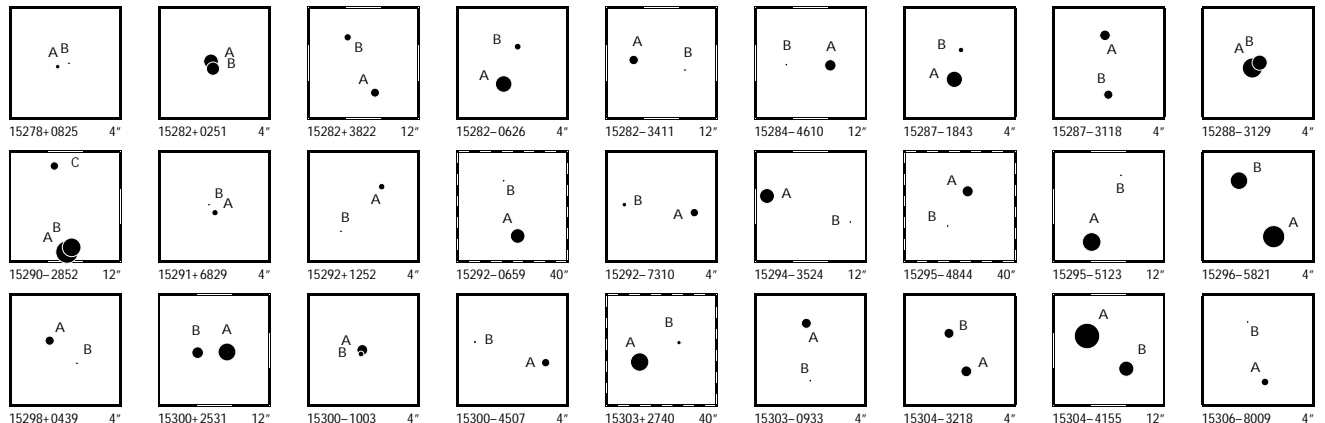 A B
A
B
B
A
B
A
A
B
B
A
B
A
A
B
A B
15278+0825 4″
15282+0251 4″
15282+3822 12″
15282−0626 4″
15282−3411 12″
15284−4610 12″
15287−1843 4″
15287−3118 4″
15288−3129 4″
C
B
A
B
A
A
B
B
A
B
A
A
B
A
B
B
A
B
A
15290−2852 12″
15291+6829 4″
15292+1252 4″
15292−0659 40″
15292−7310 4″
15294−3524 12″
15295−4844 40″
15295−5123 12″
15296−5821 4″
A
B
B A
A
B
B
A
B
A
A
B
B
A
A
B
B
A
15298+0439 4″
15300+2531 12″
15300−1003 4″
15300−4507 4″
15303+2740 40″
15303−0933 4″
15304−3218 4″
15304−4155 12″
15306−8009 4″